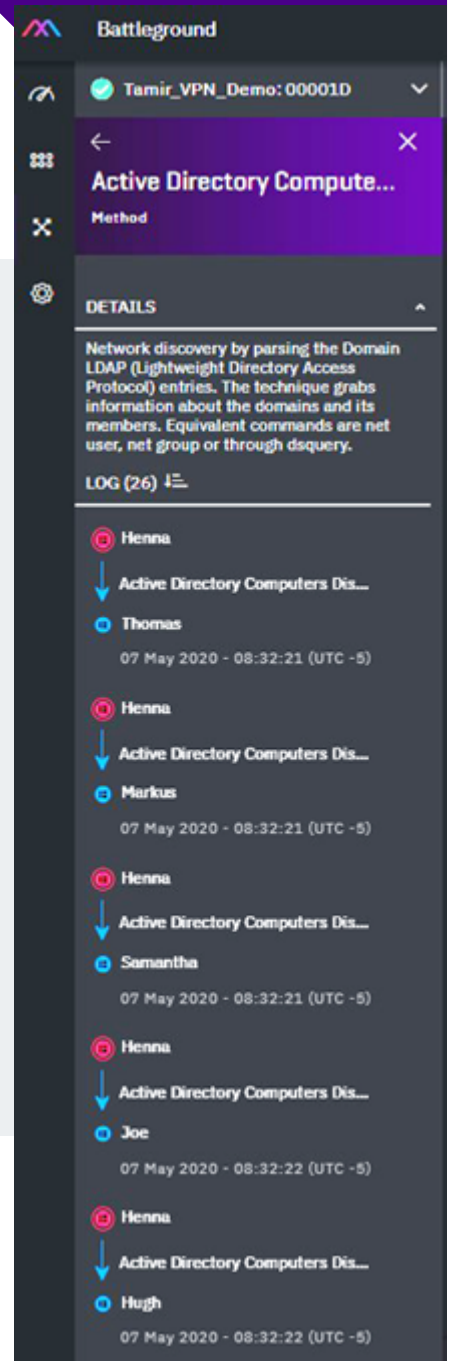 Battleground
Tamir_VPN_Demo: 00001D
Active Directory Compute...
Method
DETAILS
Network discovery by parsing the Domain
LDAP (Lightweight Directory Access
Protocol) entries. The technique grabs
information about the domains and its
members. Equivalent commands are net
user, net group or through dsquery.
LOG (26)
Henna
Active Directory Computers Dis...
Thomas
07 May 2020 - 08:32:21 (UTC -5)
Henna
Active Directory Computers Dis...
Markus
07 May 2020 - 08:32:21 (UTC -5)
Henna
Active Directory Computers Dis...
Samantha
07 May 2020 - 08:32:21 (UTC -5)
Henna
Active Directory Computers Dis...
Joe
07 May 2020 - 08:32:22 (UTC -5)
Henna
Active Directory Computers Dis...
Hugh
07 May 2020 - 08:32:22 (UTC -5)